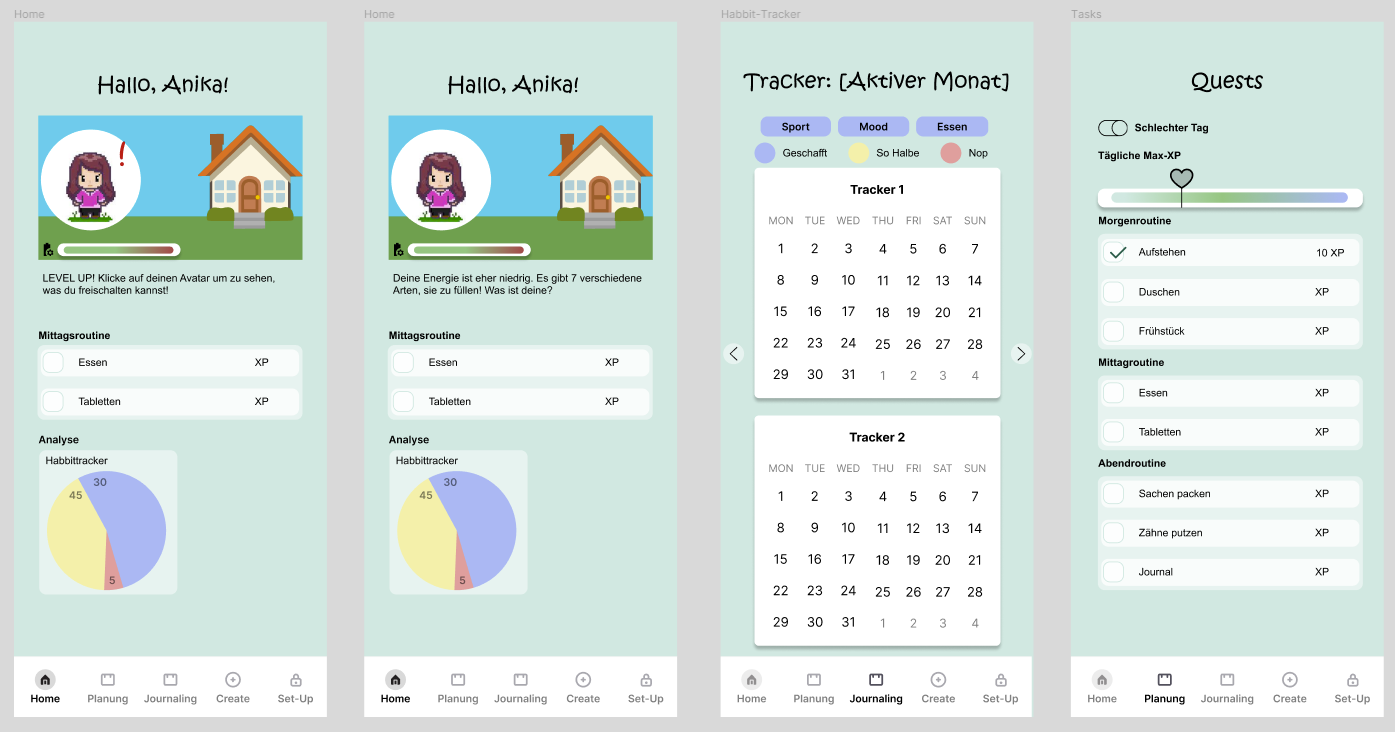 Home
Hallo, Anika!
!
LEVEL UP! Klicke auf deinen Avatar um zu sehen,
was du freischalten kannst!
Mittagsroutine
Essen XP
Tabletten XP
Analyse
Habbittracker
30
45
5
Home Planung Journaling Create Set-Up
Home
Hallo, Anika!
Deine Energie ist eher niedrig. Es gibt 7 verschiedene
Arten, sie zu füllen! Was ist deine?
Mittagsroutine
Essen XP
Tabletten XP
Analyse
Habbittracker
30
45
5
Home Planung Journaling Create Set-Up
Habbit-Tracker
Tracker: [Aktiver Monat]
Sport Mood Essen
Geschafft So Halbe Nop
Tracker 1
MON TUE WED THU FRI SAT SUN
1 2 3 4 5 6 7
8 9 10 11 12 13 14
15 16 17 18 19 20 21
22 23 24 25 26 27 28
29 30 31 1 2 3 4
Tracker 2
MON TUE WED THU FRI SAT SUN
1 2 3 4 5 6 7
8 9 10 11 12 13 14
15 16 17 18 19 20 21
22 23 24 25 26 27 28
29 30 31 1 2 3 4
Home Planung Journaling Create Set-Up
Tasks
Quests
Schlechter Tag
Tägliche Max-XP
Morgenroutine
Aufstehen 10 XP
Duschen XP
Frühstück XP
Mittagroutine
Essen XP
Tabletten XP
Abendroutine
Sachen packen XP
Zähne putzen XP
Journal XP
Home Planung Journaling Create Set-Up